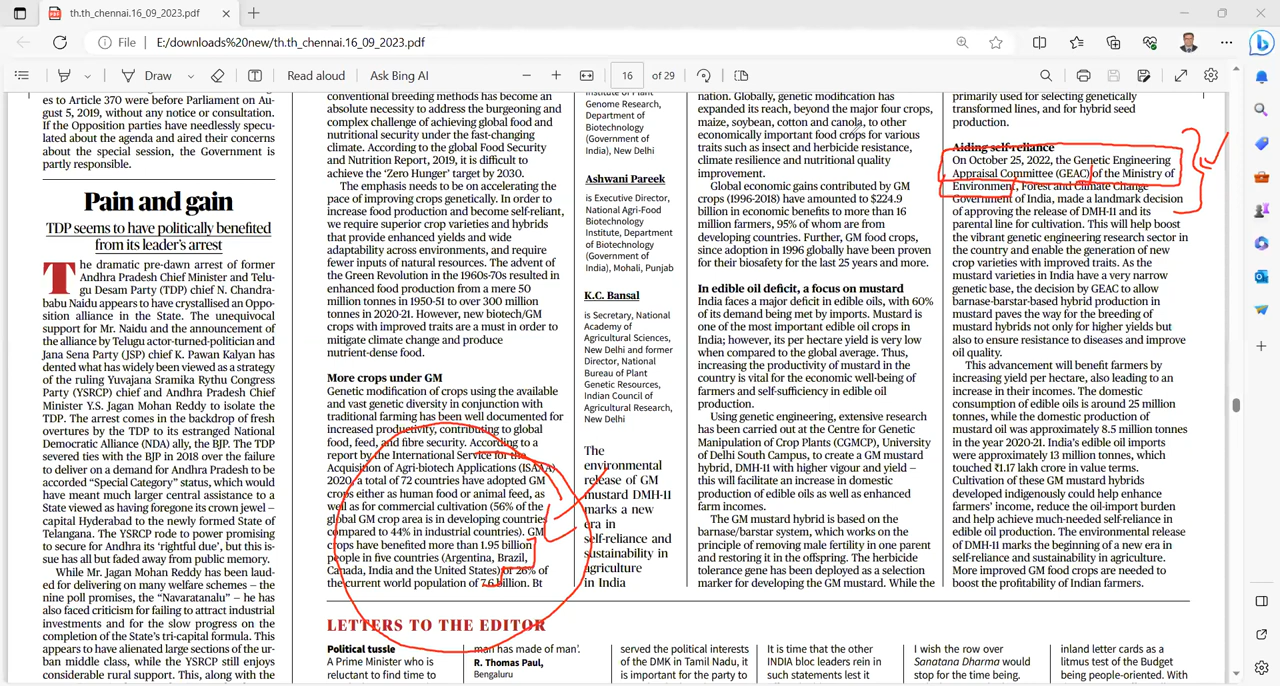 th.th_chennai.16_09_2023.pdf
File
E:/downloads%20new/th.th_chennai.16_09_2023.pdf
Draw
Read aloud
Ask Bing AI
16
of 29
es to Article 370 were before Parliament on Au-
gust 5, 2019, without any notice or consultation.
If the Opposition parties have needlessly specu-
lated about the agenda and aired their concerns
about the special session, the Government is
partly responsible.
Pain and gain
TDP seems to have politically benefited
from its leader's arrest
The dramatic pre-dawn arrest of former
Andhra Pradesh Chief Minister and Telu-
gu Desam Party (TDP) chief N. Chandra-
babu Naidu appears to have crystallised an Oppo-
sition alliance in the State. The unequivocal
support for Mr. Naidu and the announcement of
the alliance by Telugu actor-turned-politician and
Jana Sena Party (JSP) chief K. Pawan Kalyan has
dented what has widely been viewed as a strategy
of the ruling Yuvajana Sramika Rythu Congress
Party (YSRCP) chief and Andhra Pradesh Chief
Minister Y.S. Jagan Mohan Reddy to isolate the
TDP. The arrest comes in the backdrop of fresh
overtures by the TDP to its estranged National
Democratic Alliance (NDA) ally, the BJP. The TDP
severed ties with the BJP in 2018 over the failure
to deliver on a demand for Andhra Pradesh to be
accorded "Special Category" status, which would
have meant much larger central assistance to a
State viewed as having foregone its crown jewel –
capital Hyderabad to the newly formed State of
Telangana. The YSRCP rode to power promising
to secure for Andhra its 'rightful due', but this is-
sue has all but faded away from public memory.
While Mr. Jagan Mohan Reddy has been laud-
ed for delivering on many welfare schemes – the
nine poll promises, the "Navaratanalu" – he has
also faced criticism for failing to attract industrial
investments and for the slow progress on the
completion of the State's tri-capital formula. This
appears to have alienated large sections of the ur-
ban middle class, while the YSRCP still enjoys
considerable rural support. This, along with the
conventional breeding methods has become an
absolute necessity to address the burgeoning and
complex challenge of achieving global food and
nutritional security under the fast-changing
climate. According to the global Food Security
and Nutrition Report, 2019, it is difficult to
achieve the 'Zero Hunger' target by 2030.
The emphasis needs to be on accelerating the
pace of improving crops genetically. In order to
increase food production and become self-reliant,
we require superior crop varieties and hybrids
that provide enhanced yields and wide
adaptability across environments, and require
fewer inputs of natural resources. The advent of
the Green Revolution in the 1960s-70s resulted in
enhanced food production from a mere 50
million tonnes in 1950-51 to over 300 million
tonnes in 2020-21. However, new biotech/GM
crops with improved traits are a must in order to
mitigate climate change and produce
nutrient-dense food.
More crops under GM
Genetic modification of crops using the available
and vast genetic diversity in conjunction with
traditional farming has been well documented for
increased productivity, contributing to global
food, feed, and fibre security. According to a
report by the International Service for the
Acquisition of Agri-biotech Applications (ISAAA)
2020, a total of 72 countries have adopted GM
crops either as human food or animal feed, as
well as for commercial cultivation (56% of the
global GM crop area is in developing countries
compared to 44% in industrial countries). GM
crops have benefited more than 1.95 billion
people in five countries (Argentina, Brazil,
Canada, India and the United States) or 26% of
the current world population of 7.6 billion. Bt
Institute of Plant
Genome Research,
Department of
Biotechnology
(Government of
India), New Delhi
Ashwani Pareek
is Executive Director,
National Agri-Food
Biotechnology
Institute, Department
of Biotechnology
(Government of
India), Mohali, Punjab
K.C. Bansal
is Secretary, National
Academy of
Agricultural Sciences,
New Delhi and former
Director, National
Bureau of Plant
Genetic Resources,
Indian Council of
Agricultural Research,
New Delhi
The
environmental
release of GM
mustard DMH-11
marks a new
era in
self-reliance and
sustainability in
agriculture
in India
nation. Globally, genetic modification has
expanded its reach, beyond the major four crops,
maize, soybean, cotton and canola, to other
economically important food crops for various
traits such as insect and herbicide resistance,
climate resilience and nutritional quality
improvement.
Global economic gains contributed by GM
crops (1996-2018) have amounted to $224.9
billion in economic benefits to more than 16
million farmers, 95% of whom are from
developing countries. Further, GM food crops,
since adoption in 1996 globally have been proven
for their biosafety for the last 25 years and more.
In edible oil deficit, a focus on mustard
India faces a major deficit in edible oils, with 60%
of its demand being met by imports. Mustard is
one of the most important edible oil crops in
India; however, its per hectare yield is very low
when compared to the global average. Thus,
increasing the productivity of mustard in the
country is vital for the economic well-being of
farmers and self-sufficiency in edible oil
production.
Using genetic engineering, extensive research
has been carried out at the Centre for Genetic
Manipulation of Crop Plants (CGMCP), University
of Delhi South Campus, to create a GM mustard
hybrid, DMH-11 with higher vigour and yield –
this will facilitate an increase in domestic
production of edible oils as well as enhanced
farm incomes.
The GM mustard hybrid is based on the
barnase/barstar system, which works on the
principle of removing male fertility in one parent
and restoring it in the offspring. The herbicide
tolerance gene has been deployed as a selection
marker for developing the GM mustard. While the
primarily used for selecting genetically
transformed lines, and for hybrid seed
production.
Aiding self-reliance
On October 25, 2022, the Genetic Engineering
Appraisal Committee (GEAC) of the Ministry of
Environment, Forest and Climate Change
Government of India, made a landmark decision
of approving the release of DMH-11 and its
parental line for cultivation. This will help boost
the vibrant genetic engineering research sector in
the country and enable the generation of new
crop varieties with improved traits. As the
mustard varieties in India have a very narrow
genetic base, the decision by GEAC to allow
barnase-barstar-based hybrid production in
mustard paves the way for the breeding of
mustard hybrids not only for higher yields but
also to ensure resistance to diseases and improve
oil quality.
This advancement will benefit farmers by
increasing yield per hectare, also leading to an
increase in their incomes. The domestic
consumption of edible oils is around 25 million
tonnes, while the domestic production of
mustard oil was approximately 8.5 million tonnes
in the year 2020-21. India's edible oil imports
were approximately 13 million tonnes, which
touched ₹1.17 lakh crore in value terms.
Cultivation of these GM mustard hybrids
developed indigenously could help enhance
farmers' income, reduce the oil-import burden
and help achieve much-needed self-reliance in
edible oil production. The environmental release
of DMH-11 marks the beginning of a new era in
self-reliance and sustainability in agriculture.
More improved GM food crops are needed to
boost the profitability of Indian farmers.
LETTERS TO THE EDITOR
Political tussle
A Prime Minister who is
reluctant to find time to
man has made of man'.
R. Thomas Paul,
Bengaluru
served the political interests
of the DMK in Tamil Nadu, it
is important for the party to
It is time that the other
INDIA bloc leaders rein in
such statements lest it
I wish the row over
Sanatana Dharma would
stop for the time being.
inland letter cards as a
litmus test of the Budget
being people-oriented. With